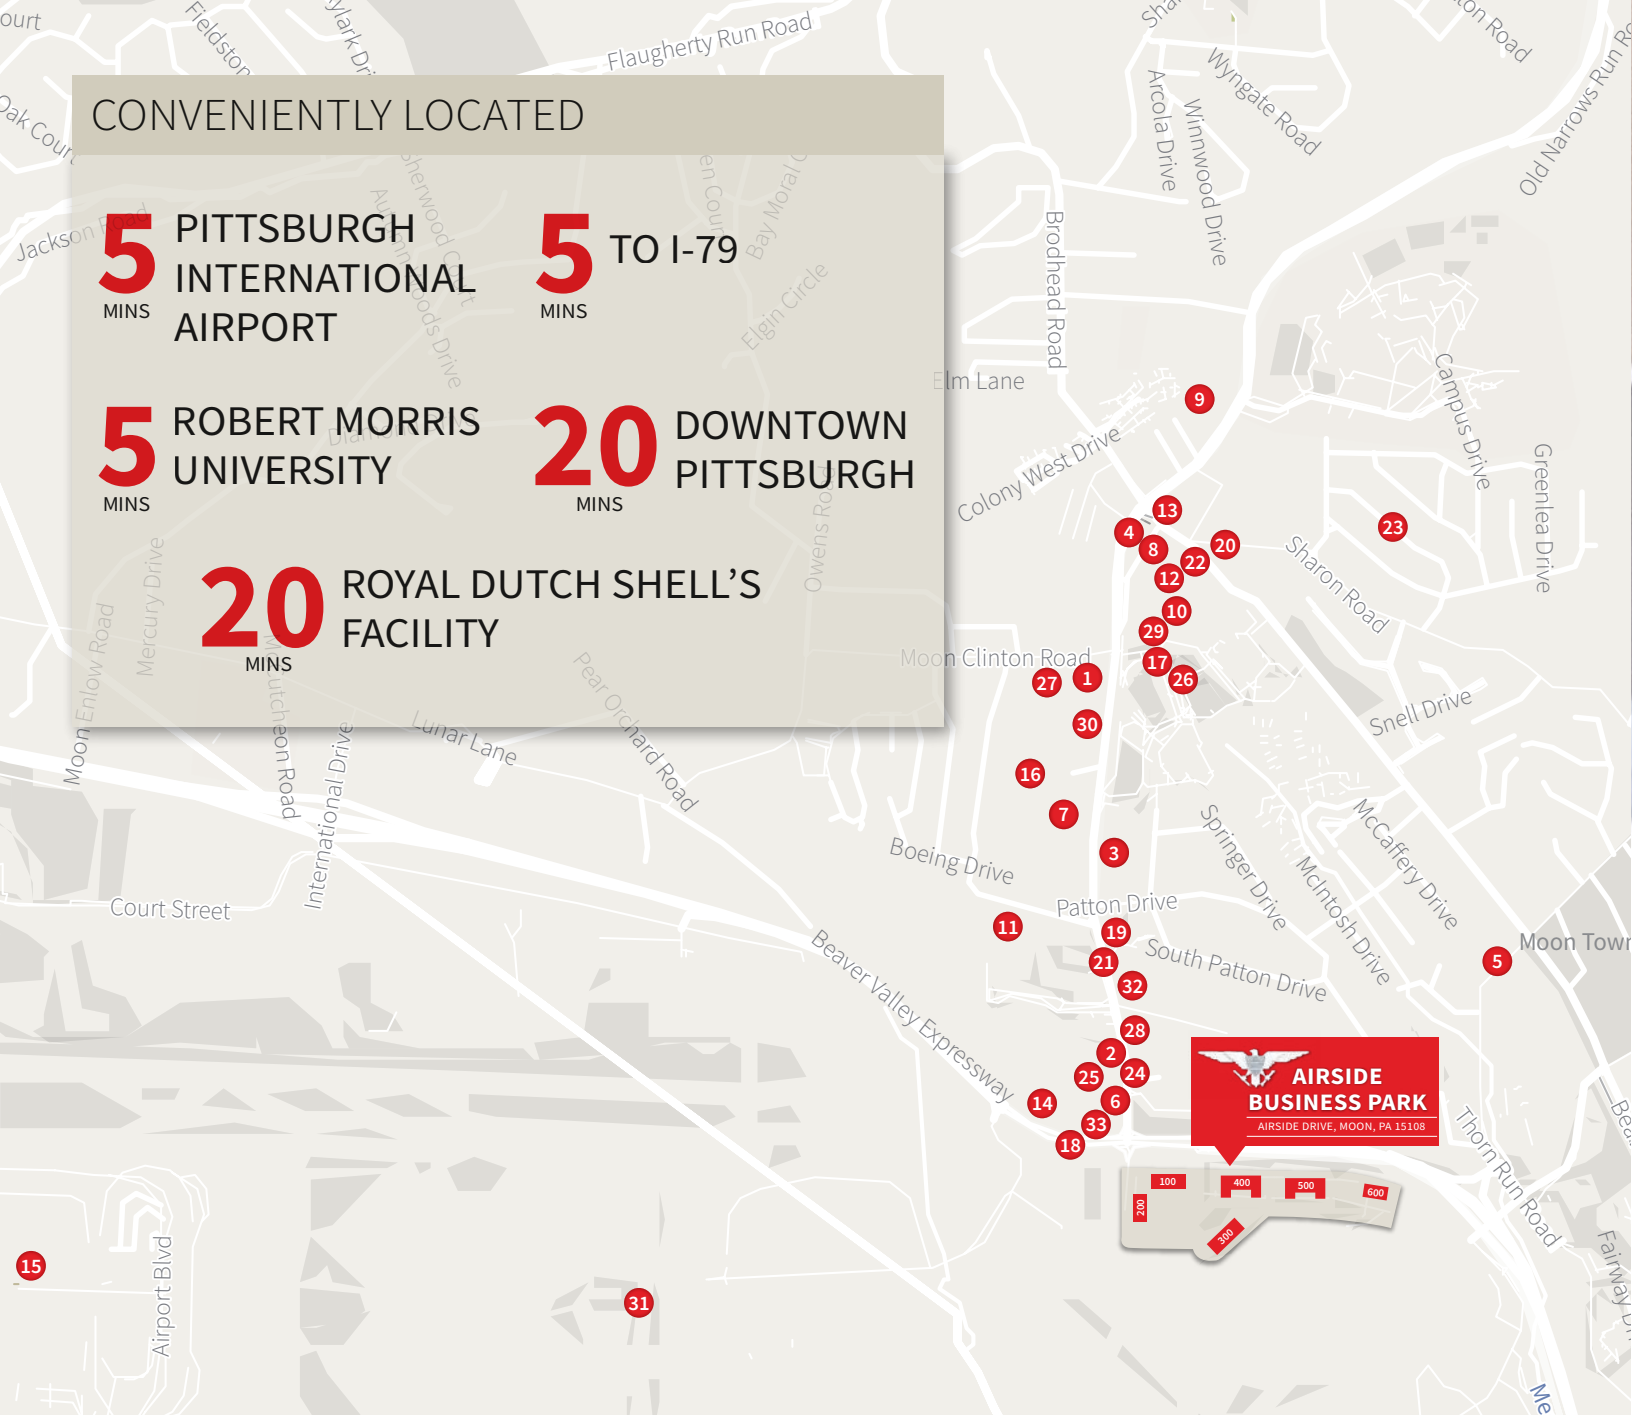 Flaugherty Run Road
Wyngate Road
Arcola Drive
Winnwood Drive
Old Narrows Run
Oak Court
Jackson Road
CONVENIENTLY LOCATED
5
MINS
PITTSBURGH
INTERNATIONAL
AIRPORT
5
MINS
TO I-79
5
MINS
ROBERT MORRIS
UNIVERSITY
20
MINS
DOWNTOWN
PITTSBURGH
20
MINS
ROYAL DUTCH SHELL’S
FACILITY
Sherwood Court
Elgin Circle
Owens Road
Mercury Drive
Moon Enlow Road
Brodhead Road
Elm Lane
Colony West Drive
Campus Drive
Greenlea Drive
Sharon Road
Moon Clinton Road
Snell Drive
Lunar Lane
Pear Orchard Road
International Drive
Court Street
Boeing Drive
Patton Drive
South Patton Drive
Springer Drive
McIntosh Drive
McCaffery Drive
Moon Town
Beaver Valley Expressway
Thorn Run Road
Airport Blvd
9
13
4
8
20
22
12
23
10
29
17
26
27
1
30
16
7
3
11
19
21
32
5
28
2
25
24
14
6
33
18
15
31
AIRSIDE
BUSINESS PARK
AIRSIDE DRIVE, MOON, PA 15108
100
200
300
400
500
600